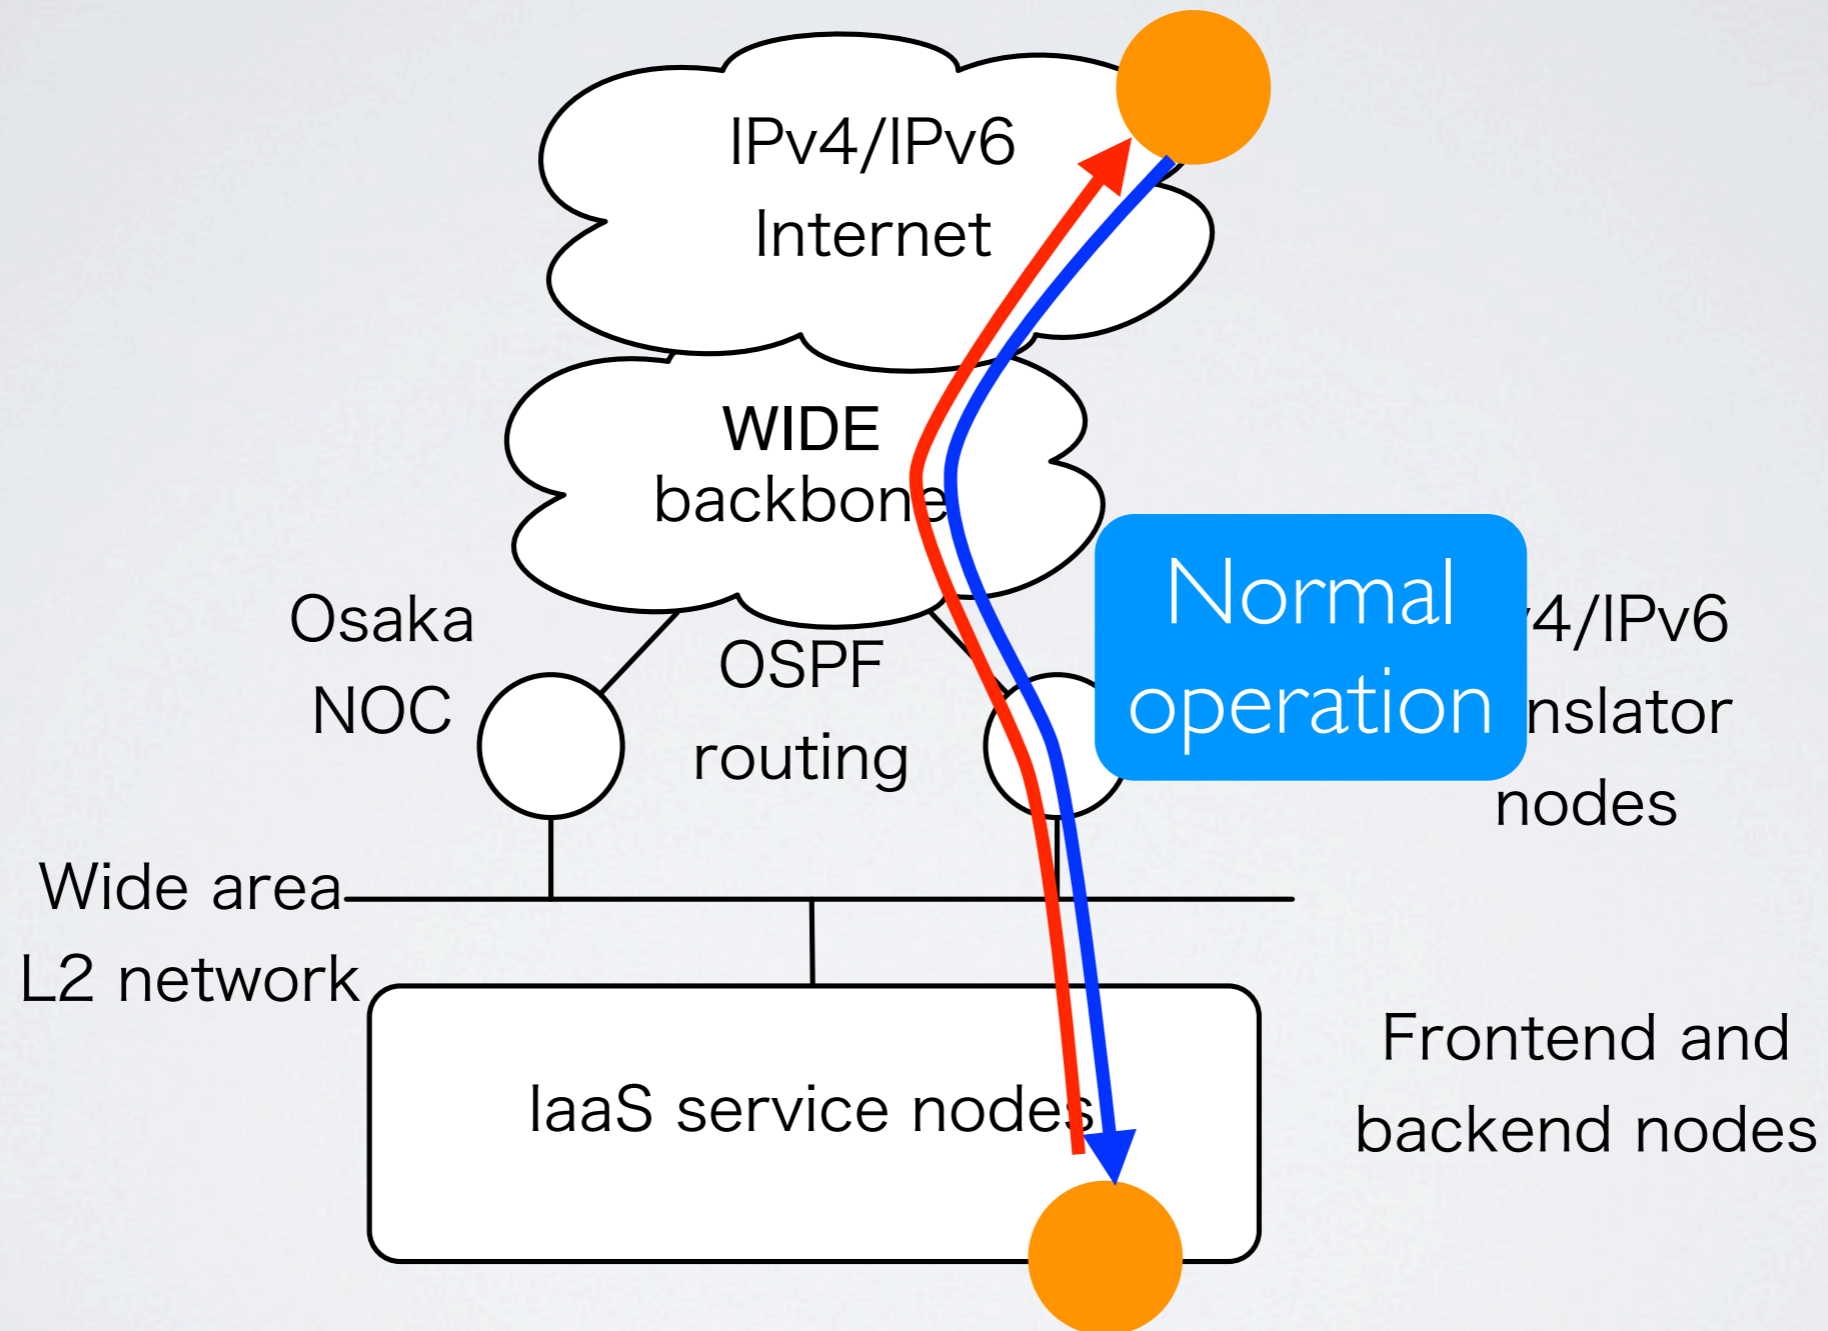 IPv4/IPv6
Internet
WIDE
backbone
Osaka
NOC
OSPF
routing
Normal
operation
v4/IPv6
nslator
nodes
Wide area
L2 network
IaaS service nodes
Frontend and
backend nodes